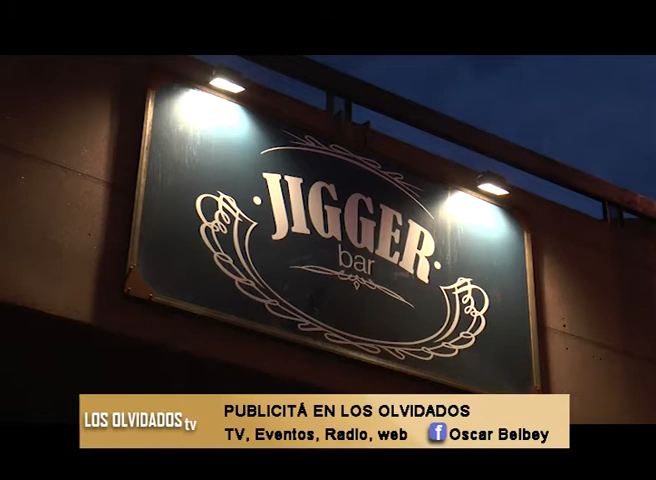 ·JIGGER·
bar
LOS OLVIDADOS tv
PUBLICITÁ EN LOS OLVIDADOS
TV, Eventos, Radio, web f Oscar Belbey